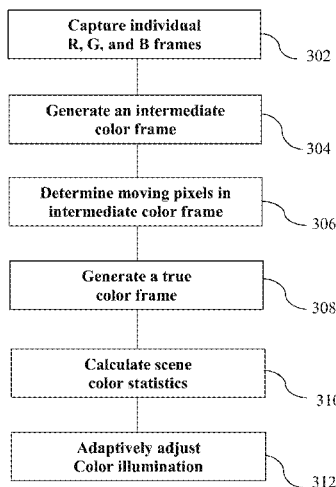 Capture individual
R, G, and B frames
302
Generate an intermediate
color frame
304
Determine moving pixels in
intermediate color frame
306
Generate a true
color frame
308
Calculate scene
color statistics
310
Adaptively adjust
Color illumination
312